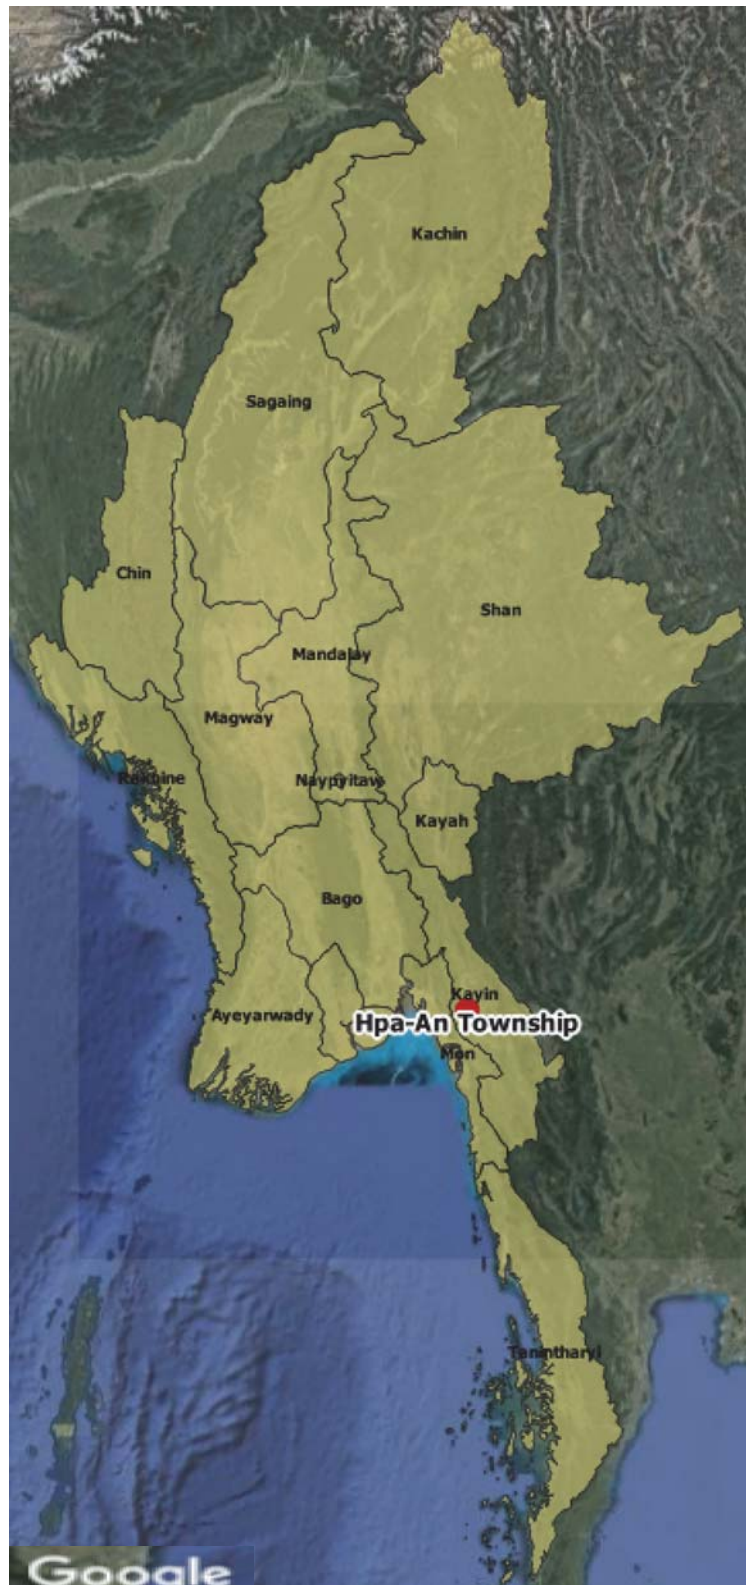 Kachin
Sagaing
Chin
Shan
Mandalay
Magway
Rakhine
Naypyitaw
Kayah
Bago
Kayin
Ayeyarwady
Hpa-An Township
Mon
Tanintharyi
Google